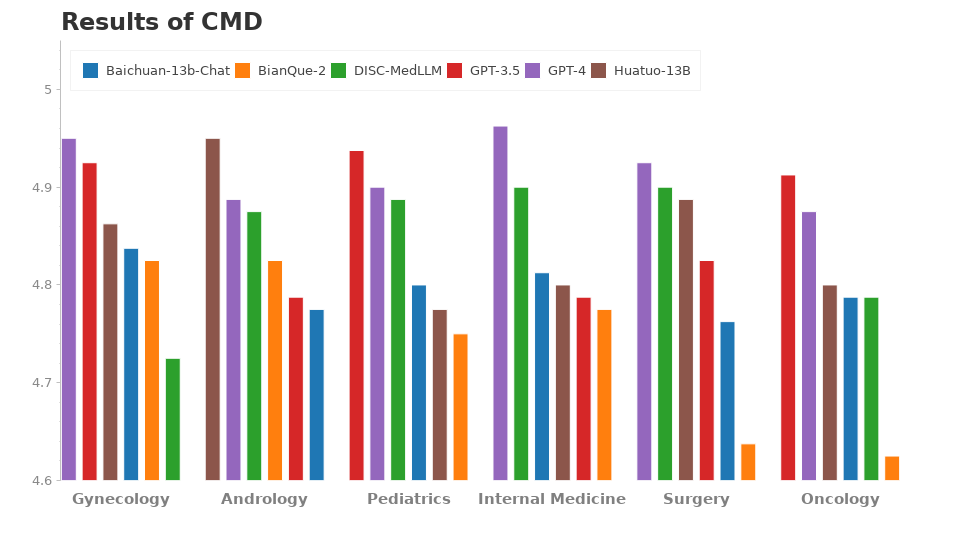 Results of CMD
Baichuan-13b-Chat BianQue-2 DISC-MedLLM GPT-3.5 GPT-4 Huatuo-13B
5
4.9
4.8
4.7
4.6
Gynecology Andrology Pediatrics Internal Medicine Surgery Oncology